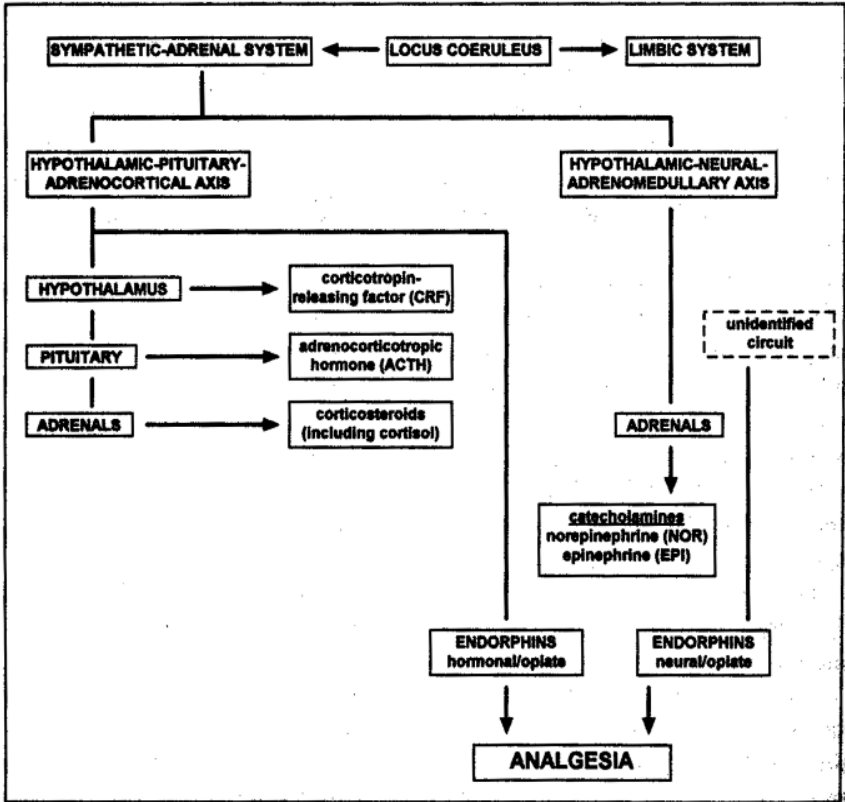 SYMPATHETIC-ADRENAL SYSTEM
LOCUS COERULEUS
LIMBIC SYSTEM
HYPOTHALAMIC-PITUITARY-
ADRENOCORTICAL AXIS
HYPOTHALAMIC-NEURAL-
ADRENOMEDULLARY AXIS
HYPOTHALAMUS
corticotropin-
releasing factor (CRF)
unidentified
circuit
PITUITARY
adrenocorticotropic
hormone (ACTH)
ADRENALS
corticosteroids
(including cortisol)
ADRENALS
catecholamines
norepinephrine (NOR)
epinephrine (EPI)
ENDORPHINS
hormonal/opiate
ENDORPHINS
neural/opiate
ANALGESIA